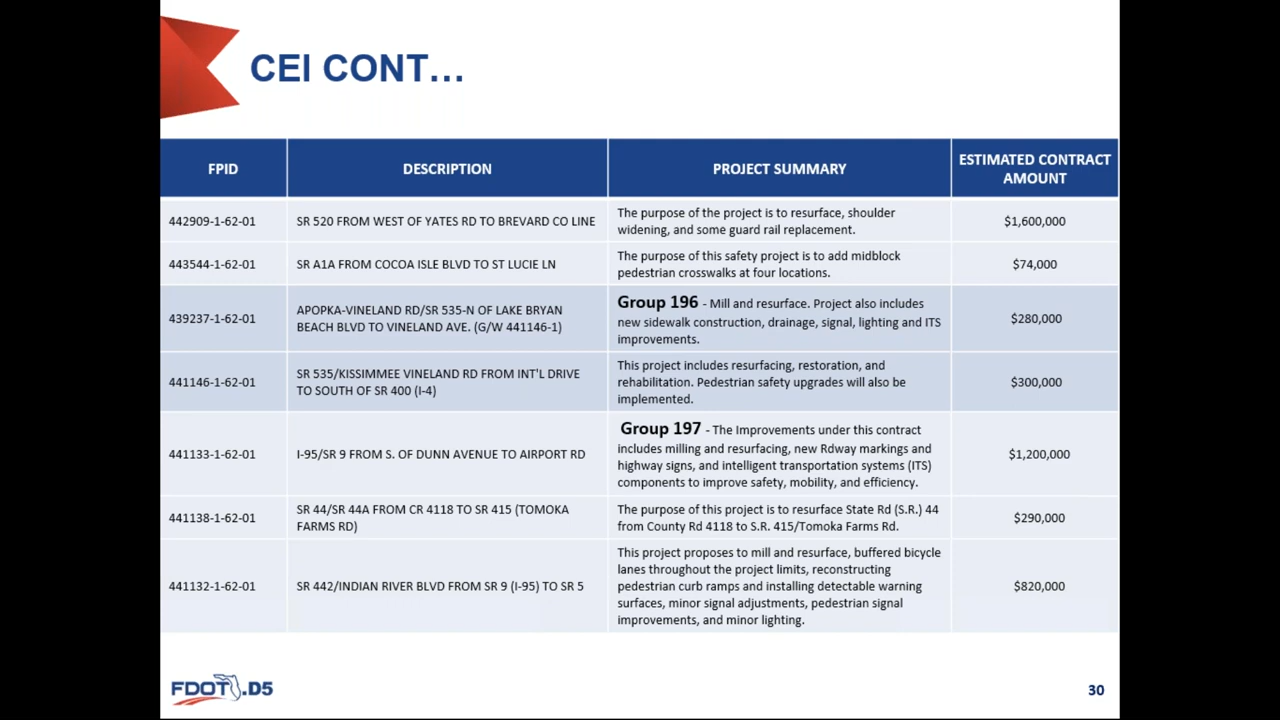 CEI CONT...
FPID
DESCRIPTION
PROJECT SUMMARY
ESTIMATED CONTRACT
AMOUNT
442909-1-62-01
SR 520 FROM WEST OF YATES RD TO BREVARD CO LINE
The purpose of the project is to resurface, shoulder
widening, and some guard rail replacement.
$1,600,000
443544-1-62-01
SR A1A FROM COCOA ISLE BLVD TO ST LUCIE LN
The purpose of this safety project is to add midblock
pedestrian crosswalks at four locations.
$74,000
439237-1-62-01
APOPKA-VINELAND RD/SR 535-N OF LAKE BRYAN
BEACH BLVD TO VINELAND AVE. (G/W 441146-1)
Group 196 - Mill and resurface. Project also includes
new sidewalk construction, drainage, signal, lighting and ITS
improvements.
$280,000
441146-1-62-01
SR 535/KISSIMMEE VINELAND RD FROM INT'L DRIVE
TO SOUTH OF SR 400 (I-4)
This project includes resurfacing, restoration, and
rehabilitation. Pedestrian safety upgrades will also be
implemented.
$300,000
441133-1-62-01
I-95/SR 9 FROM S. OF DUNN AVENUE TO AIRPORT RD
Group 197 - The Improvements under this contract
includes milling and resurfacing, new Rdway markings and
highway signs, and intelligent transportation systems (ITS)
components to improve safety, mobility, and efficiency.
$1,200,000
441138-1-62-01
SR 44/SR 44A FROM CR 4118 TO SR 415 (TOMOKA
FARMS RD)
The purpose of this project is to resurface State Rd (S.R.) 44
from County Rd 4118 to S.R. 415/Tomoka Farms Rd.
$290,000
441132-1-62-01
SR 442/INDIAN RIVER BLVD FROM SR 9 (I-95) TO SR 5
This project proposes to mill and resurface, buffered bicycle
lanes throughout the project limits, reconstructing
pedestrian curb ramps and installing detectable warning
surfaces, minor signal adjustments, pedestrian signal
improvements, and minor lighting.
$820,000
FDOT.D5
30